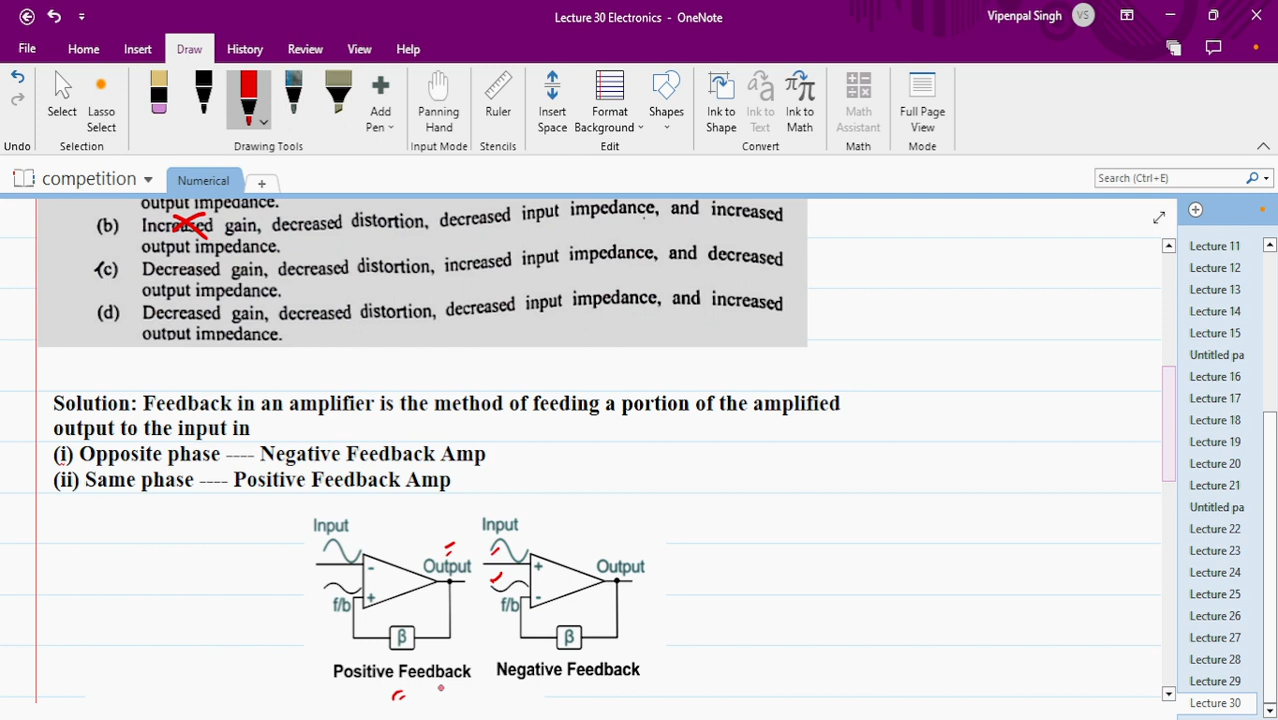 Lecture 30 Electronics - OneNote
Vipenpal Singh
VS
File
Home
Insert
Draw
History
Review
View
Help
Select
Lasso Select
Add Pen
Panning Hand
Ruler
Insert Space
Format Background
Shapes
Ink to Shape
Ink to Text
Ink to Math
Math Assistant
Full Page View
Undo
Selection
Drawing Tools
Input Mode
Stencils
Edit
Convert
Math
Mode
competition
Numerical
Search (Ctrl+E)
output impedance.
(b) Increased gain, decreased distortion, decreased input impedance, and increased
output impedance.
(c) Decreased gain, decreased distortion, increased input impedance, and decreased
output impedance.
(d) Decreased gain, decreased distortion, decreased input impedance, and increased
output impedance.
Solution: Feedback in an amplifier is the method of feeding a portion of the amplified
output to the input in
(i) Opposite phase ---- Negative Feedback Amp
(ii) Same phase ---- Positive Feedback Amp
Input
-
+
f/b
Output
β
Positive Feedback
Input
+
-
f/b
Output
β
Negative Feedback
Lecture 11
Lecture 12
Lecture 13
Lecture 14
Lecture 15
Untitled pa
Lecture 16
Lecture 17
Lecture 18
Lecture 19
Lecture 20
Lecture 21
Untitled pa
Lecture 22
Lecture 23
Lecture 24
Lecture 25
Lecture 26
Lecture 27
Lecture 28
Lecture 29
Lecture 30